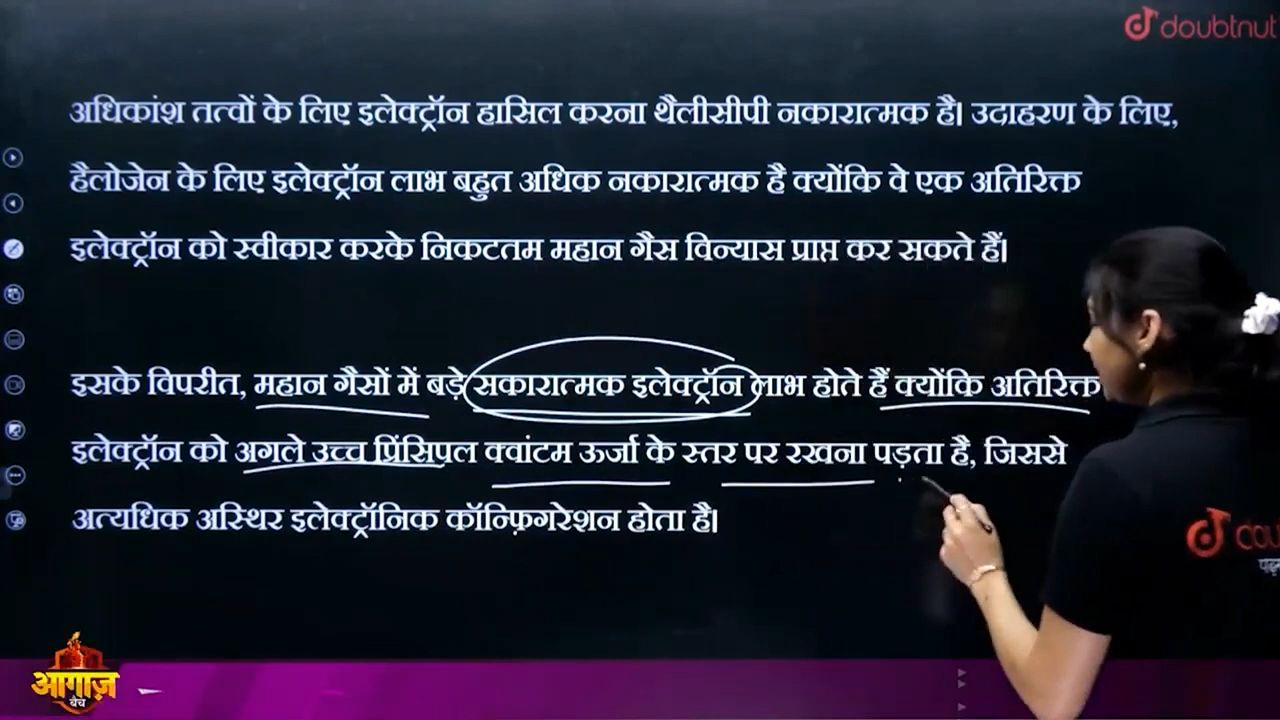 doubtnut
अधिकांश तत्वों के लिए इलेक्ट्रॉन हासिल करना थैलीसीपी नकारात्मक है। उदाहरण के लिए,
हैलोजेन के लिए इलेक्ट्रॉन लाभ बहुत अधिक नकारात्मक है क्योंकि वे एक अतिरिक्त
इलेक्ट्रॉन को स्वीकार करके निकटतम महान गैस विन्यास प्राप्त कर सकते हैं।
इसके विपरीत, महान गैसों में बड़े सकारात्मक इलेक्ट्रॉन लाभ होते हैं क्योंकि अतिरिक्त
इलेक्ट्रॉन को अगले उच्च प्रिंसिपल क्वांटम ऊर्जा के स्तर पर रखना पड़ता है, जिससे
अत्यधिक अस्थिर इलेक्ट्रॉनिक कॉन्फ़िगरेशन होता है।
dou
आगाज़
बैच